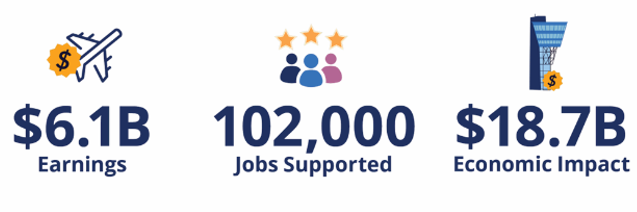 $
$
$6.1B 102,000 $18.7B
Earnings Jobs Supported Economic Impact